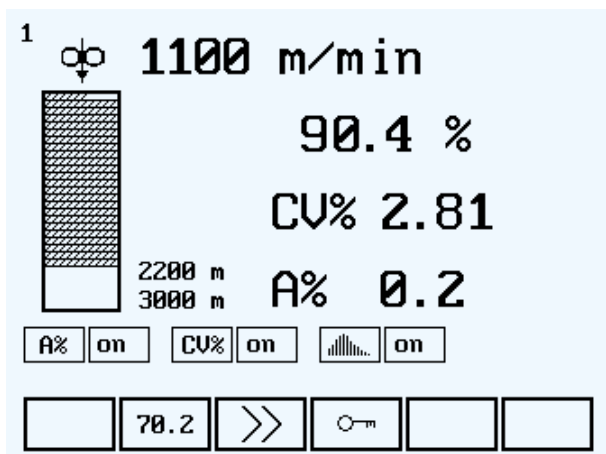 1
1100 m/min
90.4 %
CV% 2.81
2200 m
3000 m
A% 0.2
A% on CV% on on
70.2 >>